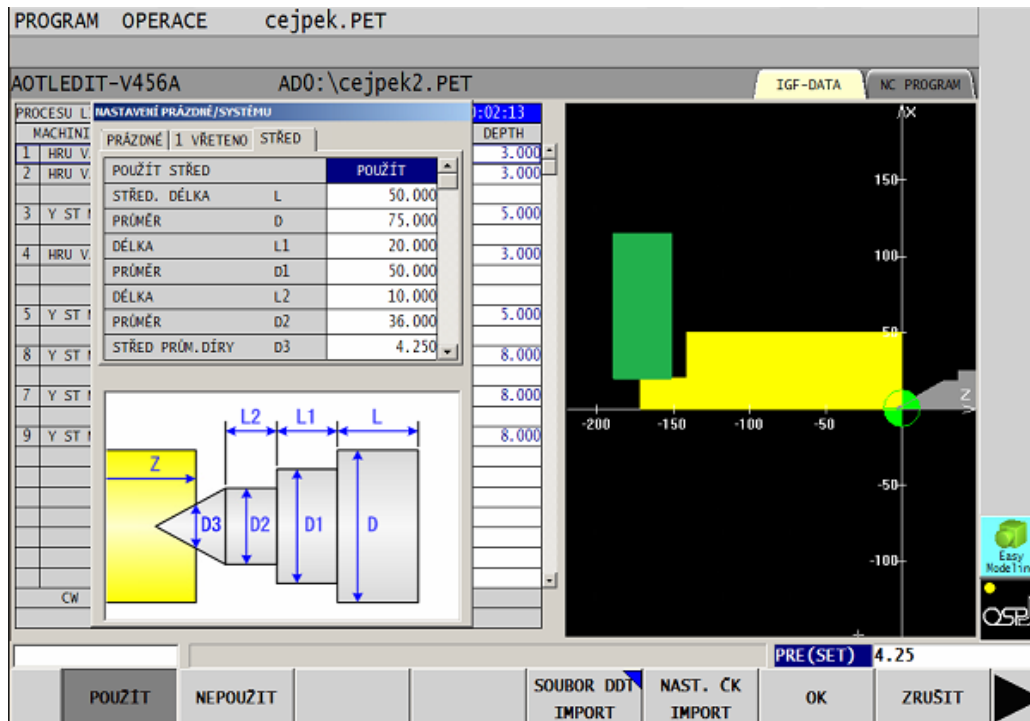 PROGRAM OPERACE cejpek.PET
AOTLEDIT-V456A AD0:\cejpek2.PET IGF-DATA NC PROGRAM
PROCESU L :02:13
NASTAVENÍ PRÁZDNÉ/SYSTÉMU
MACHINI DEPTH
PRÁZDNÉ 1 VŘETENO STŘED
1 HRU V 3.000
2 HRU V 3.000
3 Y ST 5.000
4 HRU V 3.000
5 Y ST 5.000
8 Y ST 8.000
7 Y ST 8.000
9 Y ST 8.000
CW
POUŽÍT STŘED POUŽÍT
STŘED. DÉLKA L 50.000
PRŮMĚR D 75.000
DÉLKA L1 20.000
PRŮMĚR D1 50.000
DÉLKA L2 10.000
PRŮMĚR D2 36.000
STŘED PRŮM.DÍRY D3 4.250
L2 L1 L
Z
D3 D2 D1 D
X
150
100
50
-200 -150 -100 -50
Z
-50
-100
Easy
Modelin
OSP
PRE(SET) 4.25
POUŽÍT NEPOUŽIT SOUBOR DDT IMPORT NAST. ČK IMPORT OK ZRUŠIT